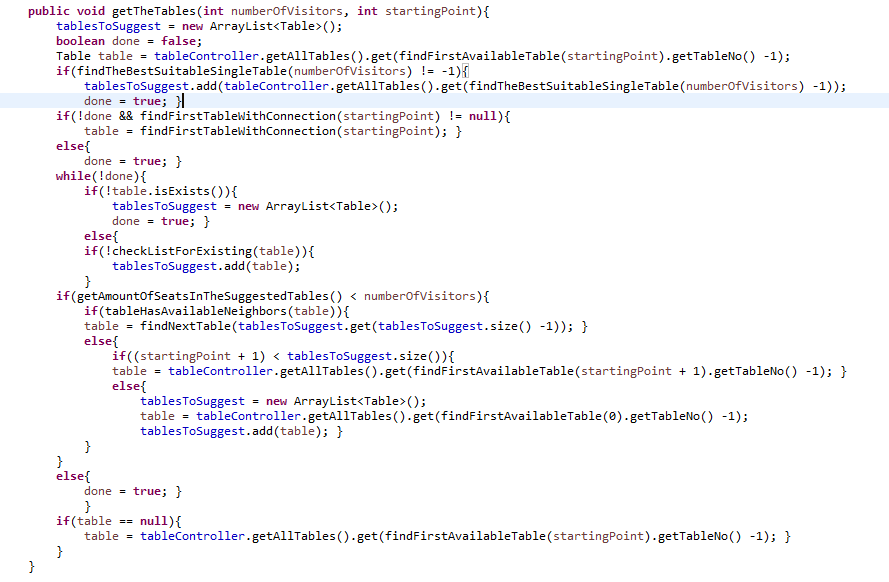 public void getTheTables(int numberOfVisitors, int startingPoint){
    tablesToSuggest = new ArrayList<Table>();
    boolean done = false;
    Table table = tableController.getAllTables().get(findFirstAvailableTable(startingPoint).getTableNo() -1);
    if(findTheBestSuitableSingleTable(numberOfVisitors) != -1){
        tablesToSuggest.add(tableController.getAllTables().get(findTheBestSuitableSingleTable(numberOfVisitors) -1));
        done = true; }
    if(!done && findFirstTableWithConnection(startingPoint) != null){
        table = findFirstTableWithConnection(startingPoint); }
    else{
        done = true; }
    while(!done){
        if(!table.isExists()){
            tablesToSuggest = new ArrayList<Table>();
            done = true; }
        else{
        if(!checkListForExisting(table)){
            tablesToSuggest.add(table);
        }
    if(getAmountOfSeatsInTheSuggestedTables() < numberOfVisitors){
        if(tableHasAvailableNeighbors(table)){
        table = findNextTable(tablesToSuggest.get(tablesToSuggest.size() -1)); }
        else{
            if((startingPoint + 1) < tablesToSuggest.size()){
            table = tableController.getAllTables().get(findFirstAvailableTable(startingPoint + 1).getTableNo() -1); }
            else{
                tablesToSuggest = new ArrayList<Table>();
                table = tableController.getAllTables().get(findFirstAvailableTable(0).getTableNo() -1);
                tablesToSuggest.add(table); }
        }
    }
    else{
        done = true; }
        }
    if(table == null){
        table = tableController.getAllTables().get(findFirstAvailableTable(startingPoint).getTableNo() -1); }
    }
}